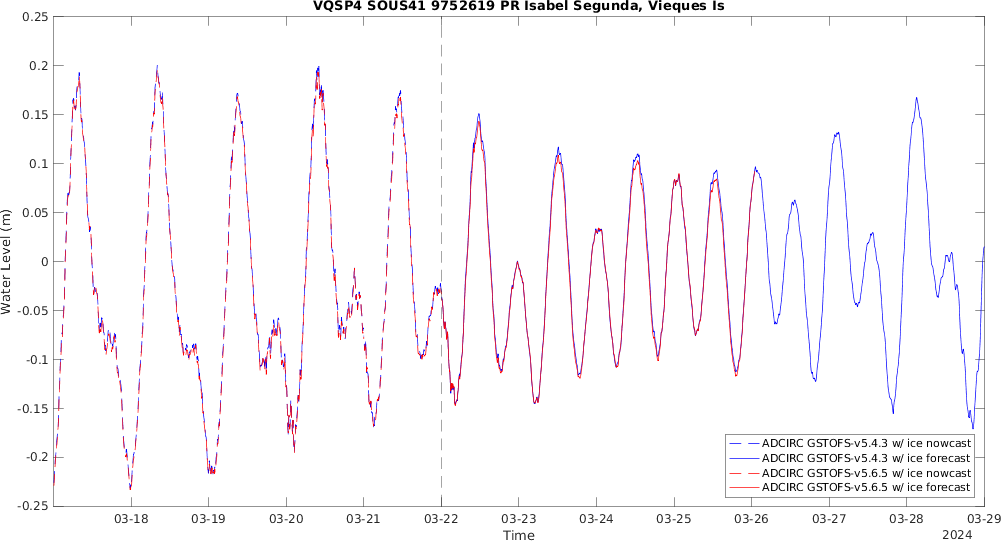 VQSP4 SOUS41 9752619 PR Isabel Segunda, Vieques Is
0.25
0.2
0.15
0.1
0.05
0
-0.05
-0.1
-0.15
-0.2
-0.25
Water Level (m)
ADCIRC GSTOFS-v5.4.3 w/ ice nowcast
ADCIRC GSTOFS-v5.4.3 w/ ice forecast
ADCIRC GSTOFS-v5.6.5 w/ ice nowcast
ADCIRC GSTOFS-v5.6.5 w/ ice forecast
03-18 03-19 03-20 03-21 03-22 03-23 03-24 03-25 03-26 03-27 03-28 03-29
Time
2024